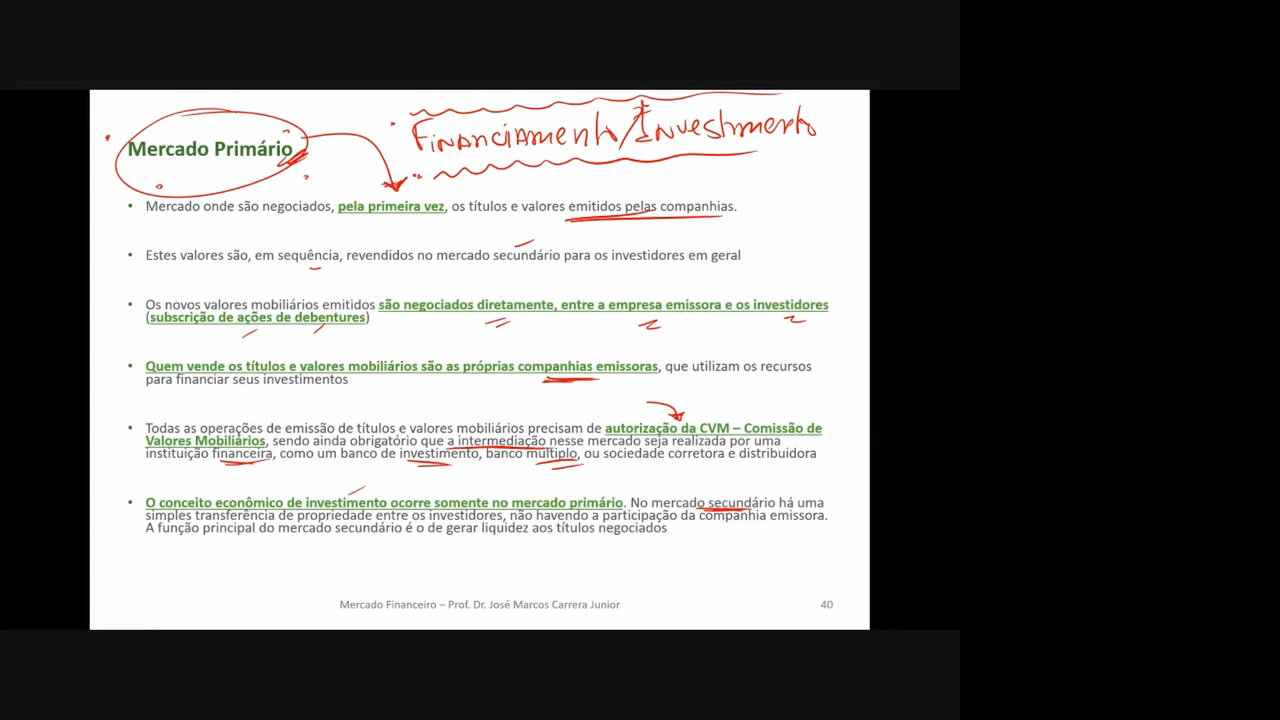 Financiamento/Investimento
Mercado Primário
• Mercado onde são negociados, pela primeira vez, os títulos e valores emitidos pelas companhias.
• Estes valores são, em sequência, revendidos no mercado secundário para os investidores em geral
• Os novos valores mobiliários emitidos são negociados diretamente, entre a empresa emissora e os investidores
(subscrição de ações de debentures)
• Quem vende os títulos e valores mobiliários são as próprias companhias emissoras, que utilizam os recursos
para financiar seus investimentos
• Todas as operações de emissão de títulos e valores mobiliários precisam de autorização da CVM – Comissão de
Valores Mobiliários, sendo ainda obrigatório que a intermediação nesse mercado seja realizada por uma
instituição financeira, como um banco de investimento, banco múltiplo, ou sociedade corretora e distribuidora
• O conceito econômico de investimento ocorre somente no mercado primário. No mercado secundário há uma
simples transferência de propriedade entre os investidores, não havendo a participação da companhia emissora.
A função principal do mercado secundário é o de gerar liquidez aos títulos negociados
Mercado Financeiro – Prof. Dr. José Marcos Carrera Junior
40